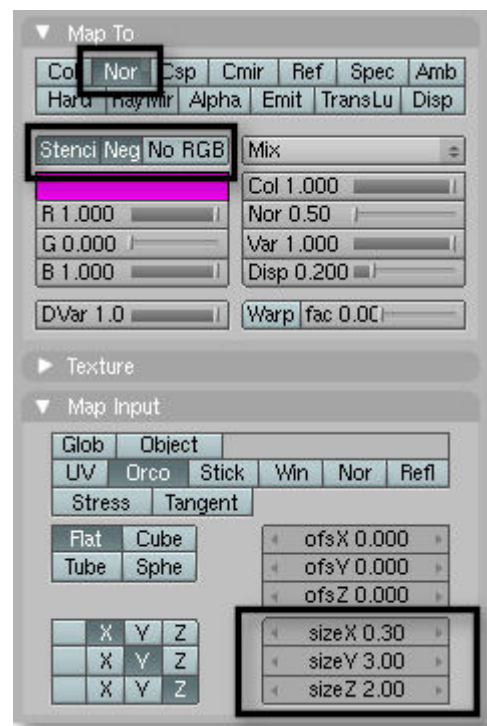 Map To
Col Nor Csp Cmir Ref Spec Amb
Hard RayMir Alpha Emit TransLu Disp
Stenci Neg No RGB Mix
Col 1.000
R 1.000 Nor 0.50
G 0.000 Var 1.000
B 1.000 Disp 0.200
DVar 1.0 Warp fac 0.00
Texture
Map Input
Glob Object
UV Orco Stick Win Nor Refl
Stress Tangent
Flat Cube ofsX 0.000
Tube Sphe ofsY 0.000
ofsZ 0.000
X Y Z sizeX 0.30
X Y Z sizeY 3.00
X Y Z sizeZ 2.00